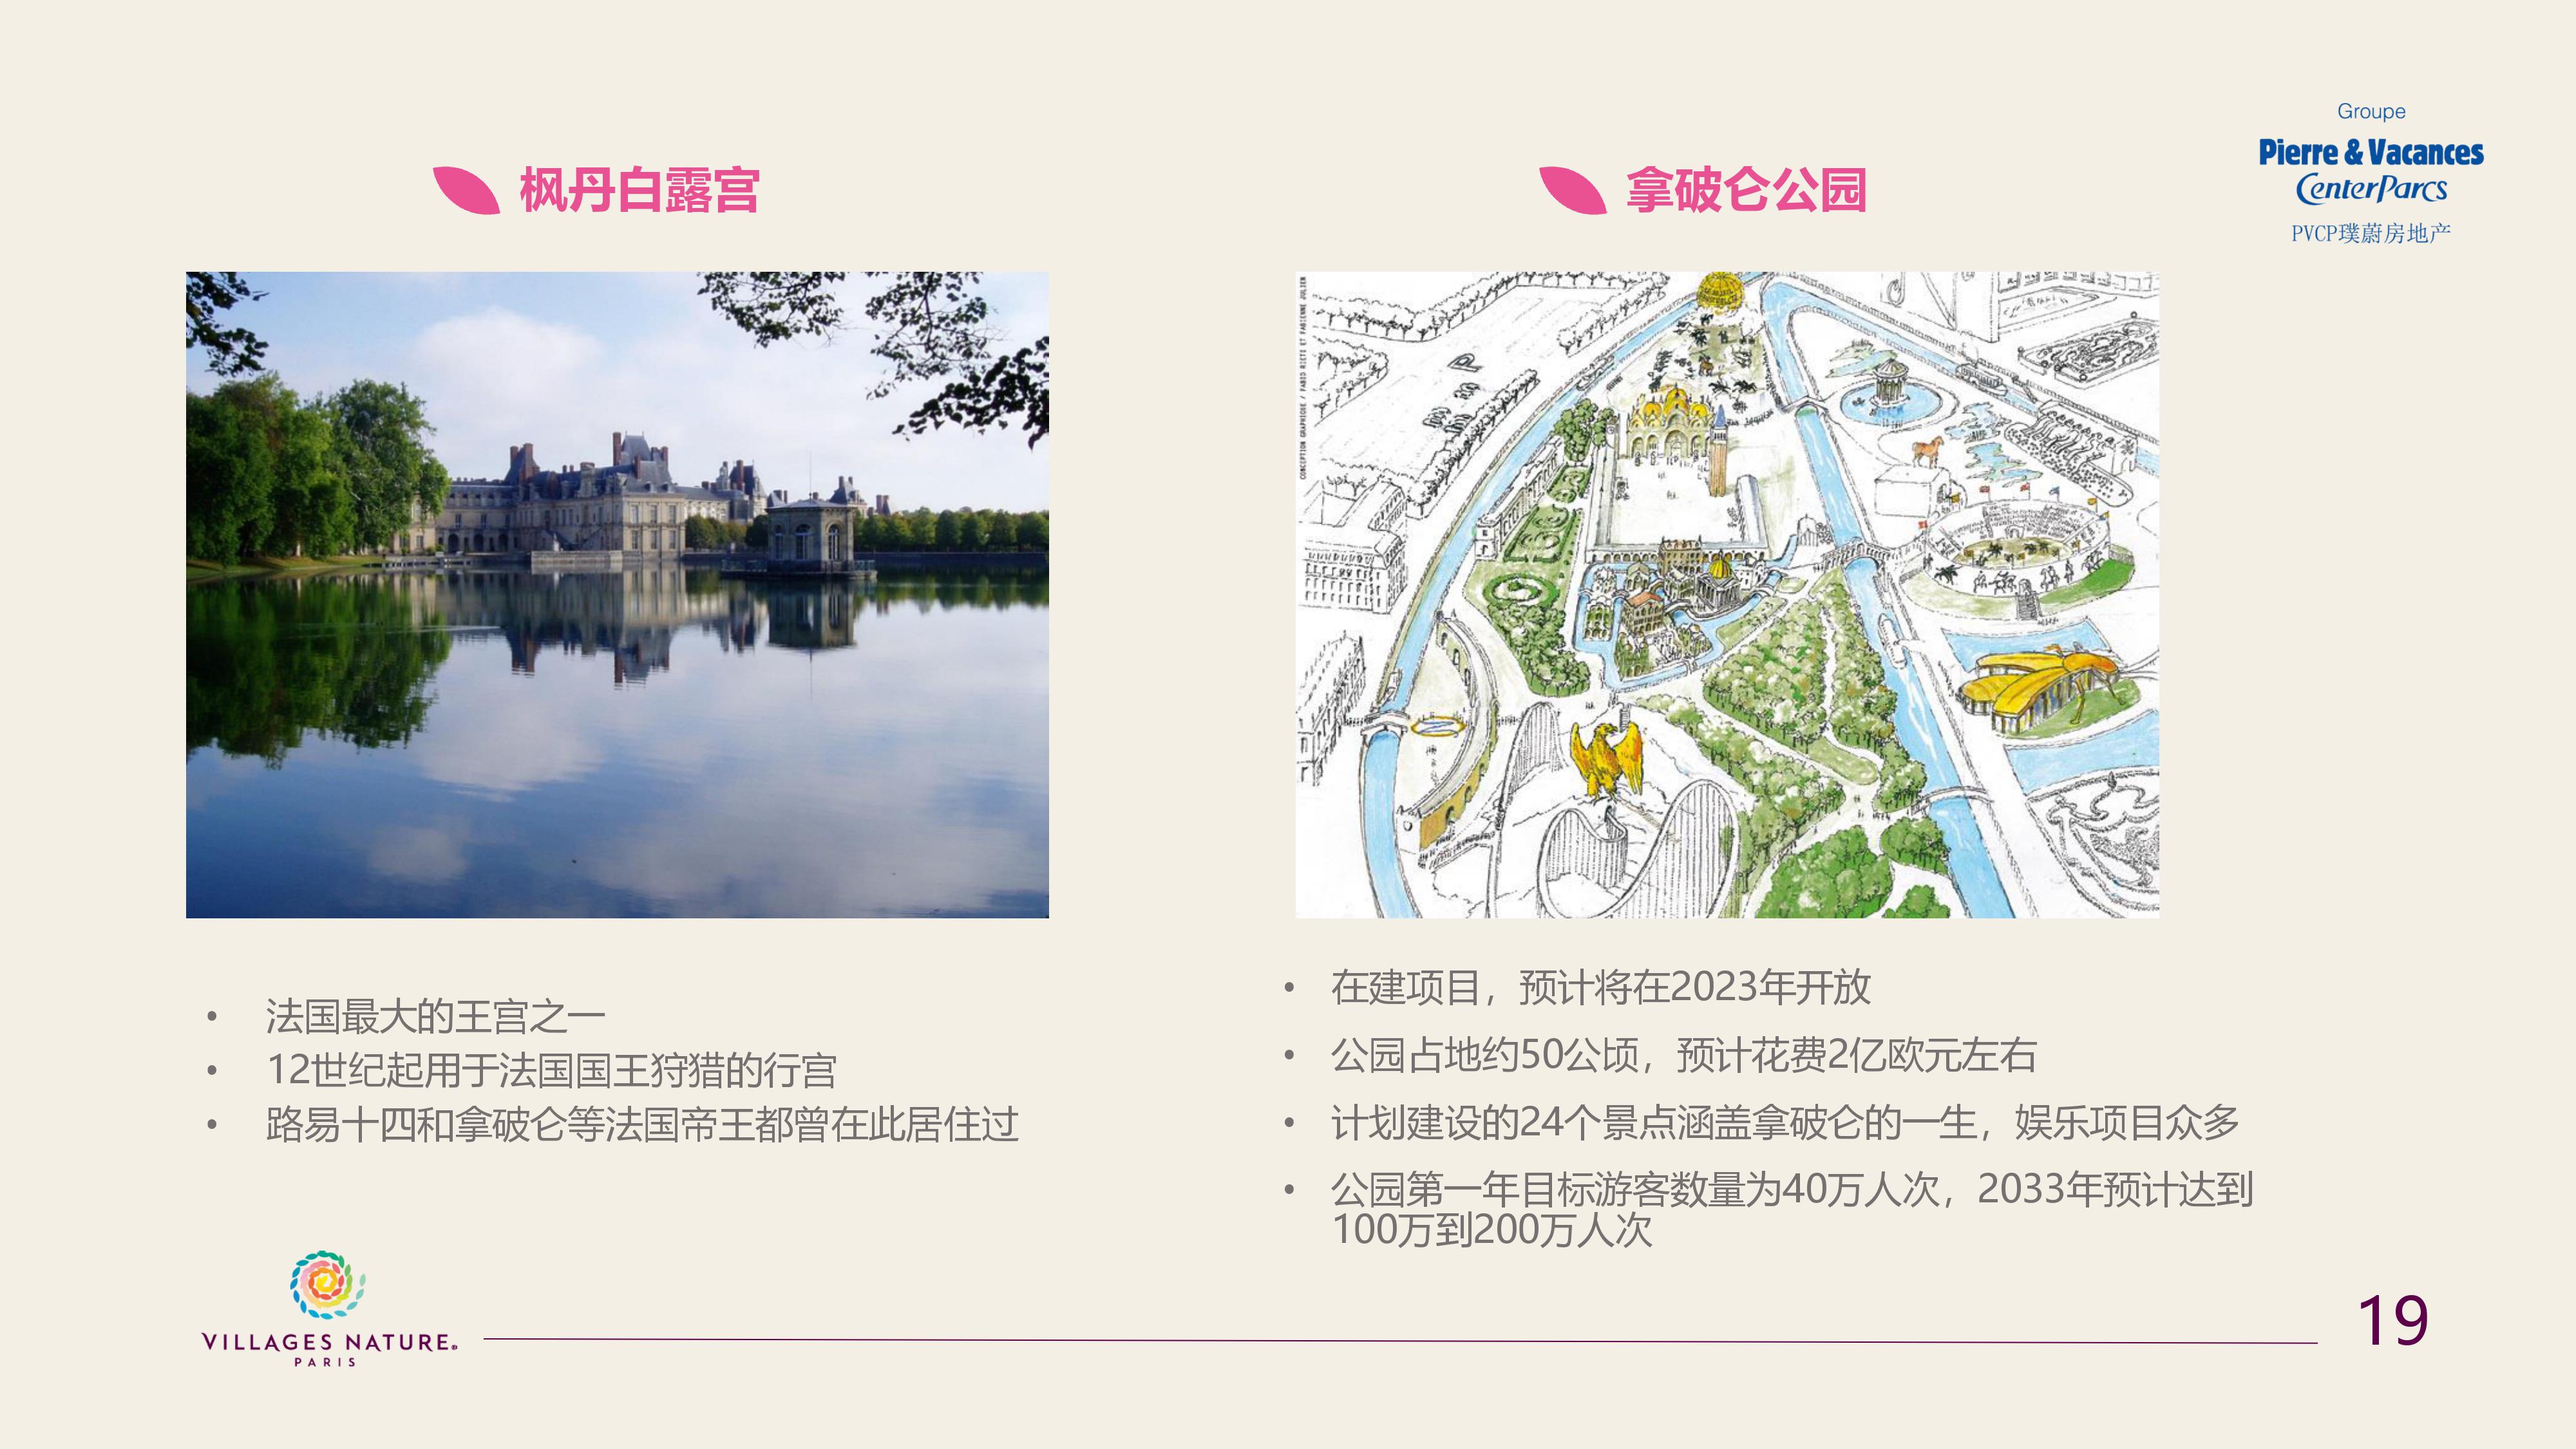 Groupe
Pierre & Vacances
CenterParcs
PVCP璞蔚房地产
枫丹白露宫
拿破仑公园
CONCEPTION GRAPHIQUE / FABIO RIETI ET FABIENNE JULIEN
P
法国最大的王宫之一
12世纪起用于法国国王狩猎的行宫
路易十四和拿破仑等法国帝王都曾在此居住过
在建项目，预计将在2023年开放
公园占地约50公顷，预计花费2亿欧元左右
计划建设的24个景点涵盖拿破仑的一生，娱乐项目众多
公园第一年目标游客数量为40万人次，2033年预计达到
100万到200万人次
VILLAGES NATURE®
PARIS
19